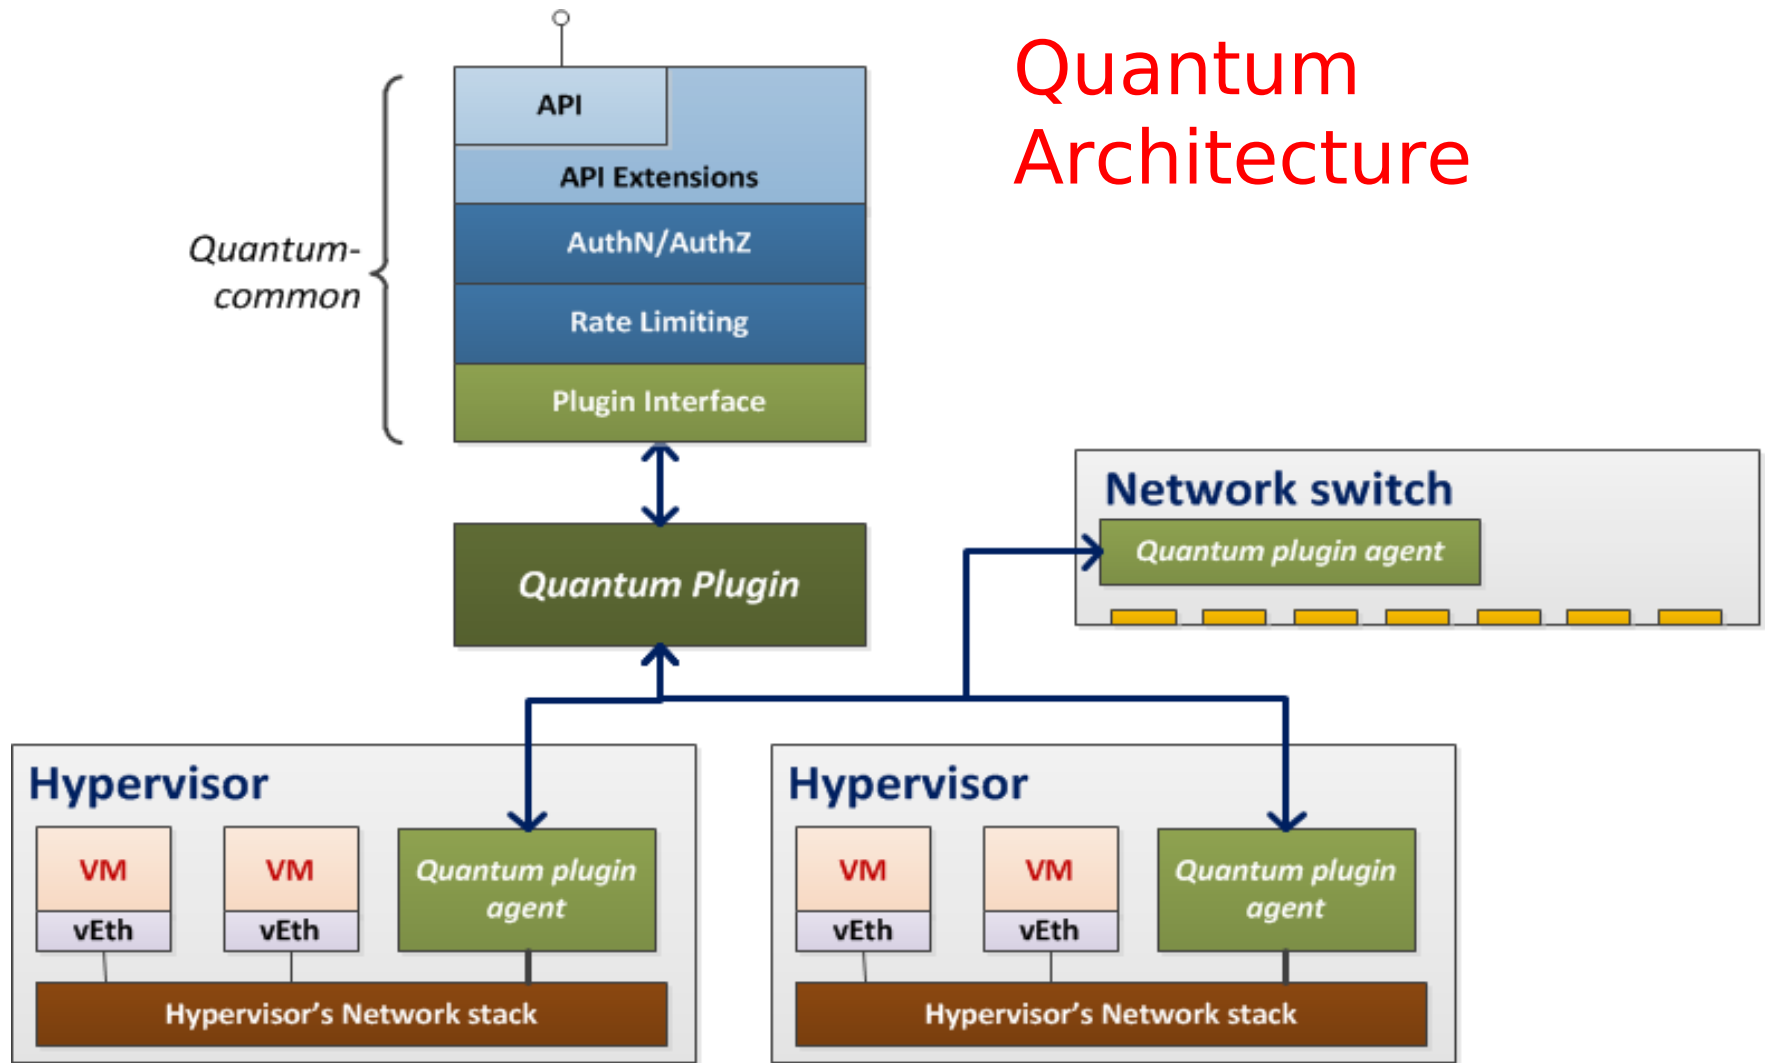 Quantum
Architecture
API
API Extensions
AuthN/AuthZ
Rate Limiting
Plugin Interface
Quantum-
common
Quantum Plugin
Network switch
Quantum plugin agent
Hypervisor
VM
vEth
VM
vEth
Quantum plugin
agent
Hypervisor's Network stack
Hypervisor
VM
vEth
VM
vEth
Quantum plugin
agent
Hypervisor's Network stack